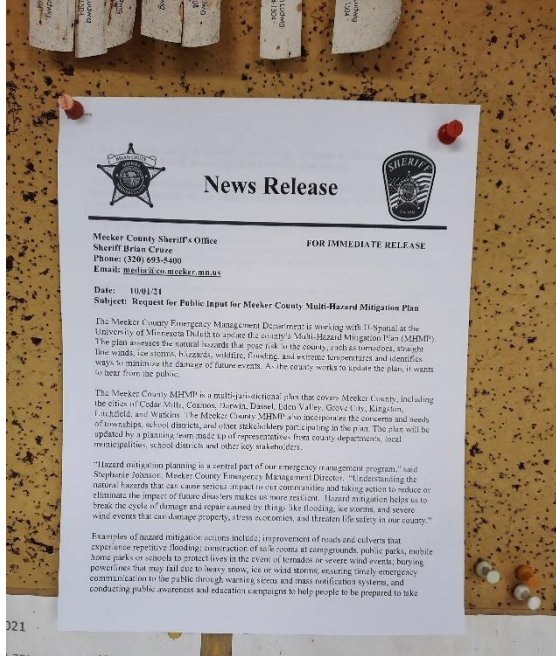 Ludwig
1304
BRIAN CRUZE
SHERIFF
News Release
Meeker County Sheriff's Office
FOR IMMEDIATE RELEASE
Sheriff Brian Cruze
Phone: (320) 693-5400
Email: media@co.meeker.mn.us
Date: 10/01/21
Subject: Request for Public Input for Meeker County Multi-Hazard Mitigation Plan
The Meeker County Emergency Management Department is working with U-Spatial at the
University of Minnesota Duluth to update the county's Multi-Hazard Mitigation Plan (MHMP).
The plan assesses the natural hazards that pose risk to the county, such as tornadoes, straight
line winds, ice storms, blizzards, wildfire, flooding, and extreme temperatures and identifies
ways to minimize the damage of future events. As the county works to update the plan, it wants
to hear from the public.
The Meeker County MHMP is a multi-jurisdictional plan that covers Meeker County, including
the cities of Cedar Mills, Cosmos, Darwin, Dassel, Eden Valley, Grove City, Kingston,
Litchfield, and Watkins. The Meeker County MHMP also incorporates the concerns and needs
of townships, school districts, and other stakeholders participating in the plan. The plan will be
updated by a planning team made up of representatives from county departments, local
municipalities, school districts and other key stakeholders.
"Hazard mitigation planning is a central part of our emergency management program," said
Stephanie Johnson, Meeker County Emergency Management Director. "Understanding the
natural hazards that can cause serious impact to our communities and taking action to reduce or
eliminate the impact of future disasters makes us more resilient. Hazard mitigation helps us to
break the cycle of damage and repair caused by things like flooding, ice storms, and severe
wind events that can damage property, stress economies, and threaten life safety in our county."
Examples of hazard mitigation actions include; improvement of roads and culverts that
experience repetitive flooding; construction of safe rooms at campgrounds, public parks, mobile
home parks or schools to protect lives in the event of tornados or severe wind events; burying
powerlines that may fail due to heavy snow, ice or wind storms; ensuring timely emergency
communication to the public through warning sirens and mass notification systems, and
conducting public awareness and education campaigns to help people to be prepared to take
021